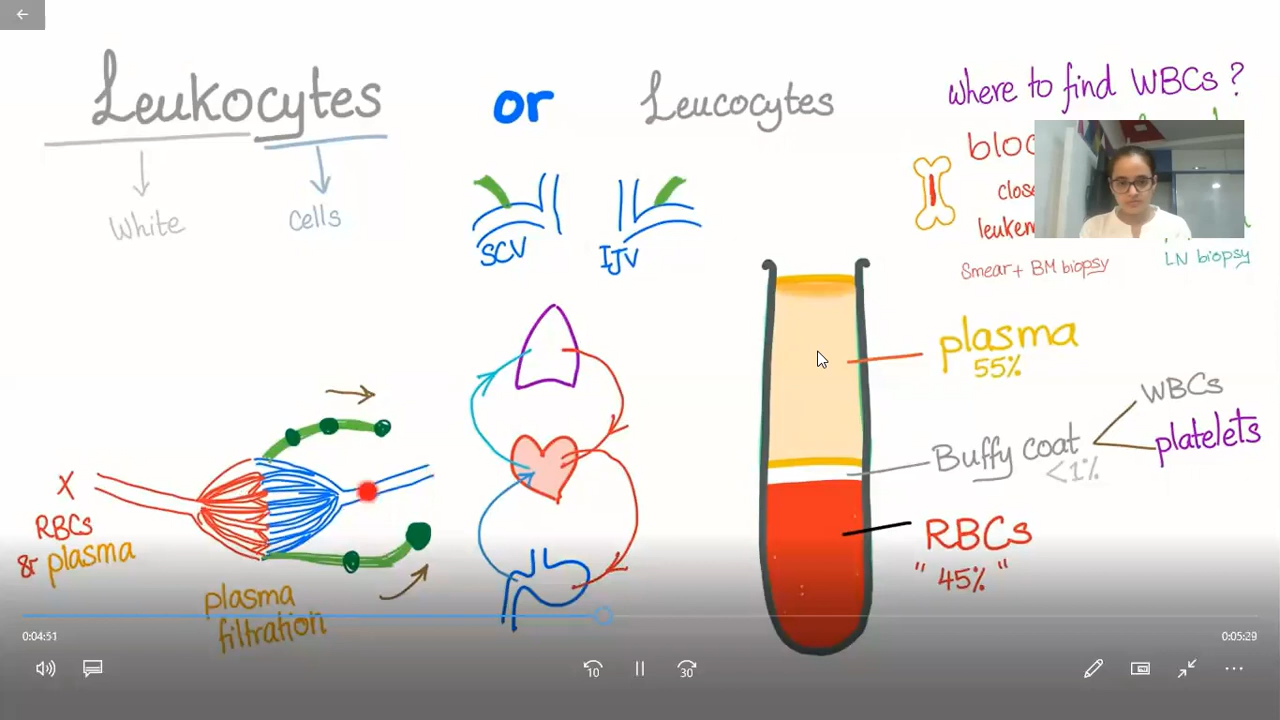 Leukocytes or Leucocytes
White
Cells
where to find WBCs?
SCV
IJV
Smear + BM biopsy
LN biopsy
plasma
55%
WBCs
platelets
Buffy coat
<1%
RBCs
"45%"
X
RBCs
& plasma
plasma
filtration
0:04:51
0:05:29
10
30